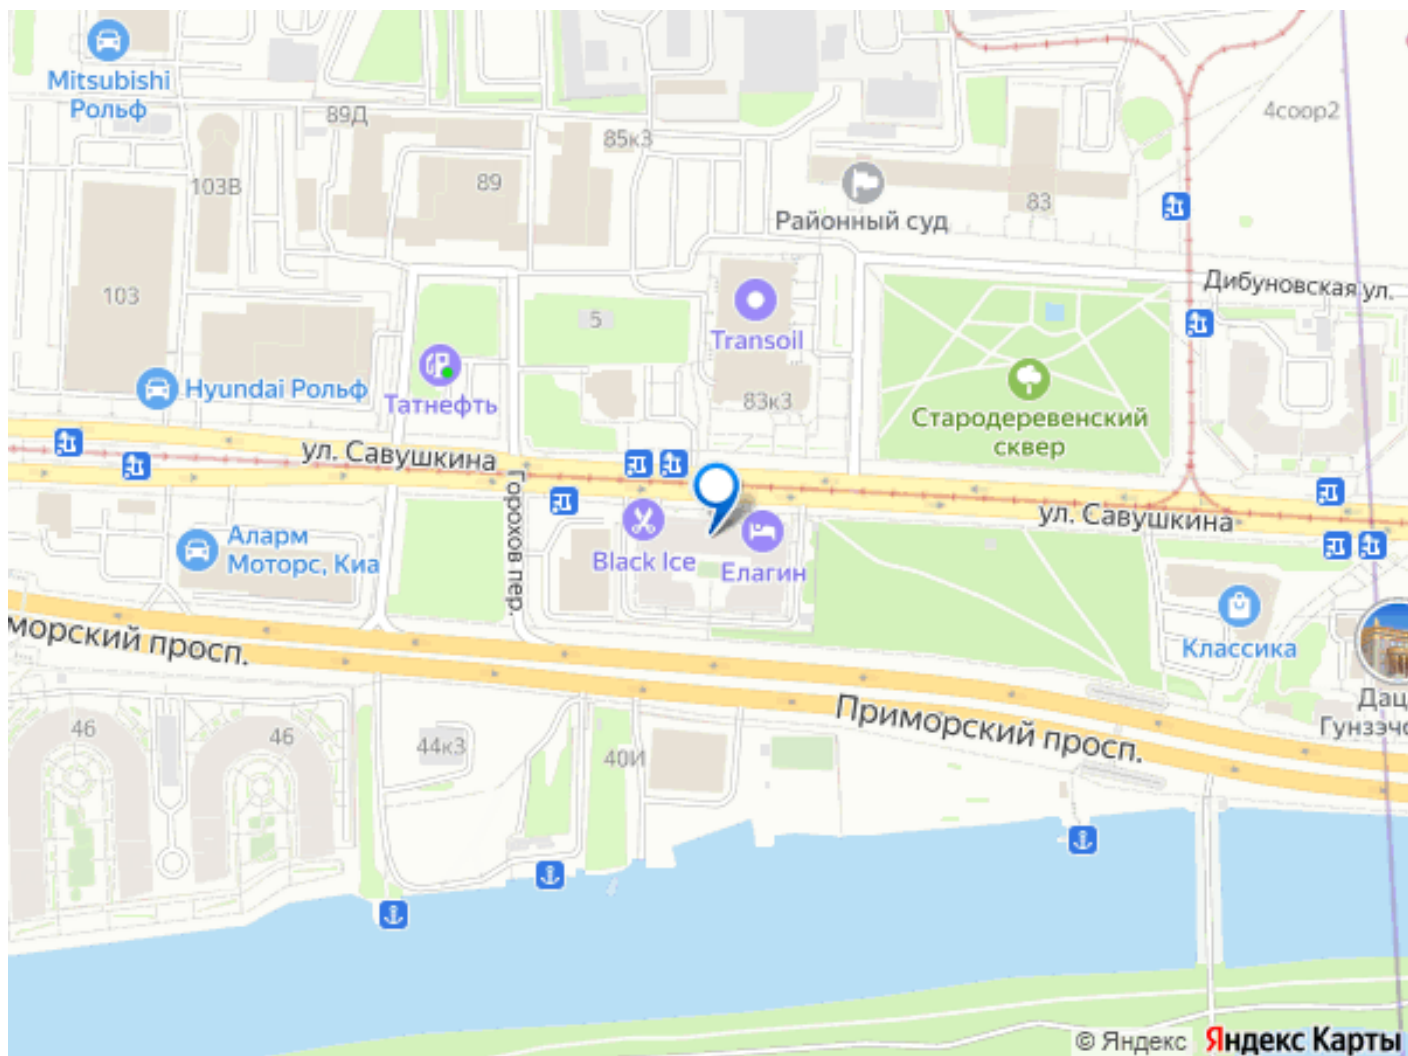 Mitsubishi
Рольф
89Д
85к3
4соор2
103В
89
83
Районный суд
Дибуновская ул.
103
5
Transoil
Hyundai Рольф
Татнефть
83к3
Стародеревенский
сквер
ул. Савушкина
ул. Савушкина
Горохов пер.
Аларм
Моторс, Киа
Black Ice
Елагин
Классика
морский просп.
Дац
Гунзэчо
Приморский просп.
46
46
44к3
40И
© Яндекс Яндекс Карты